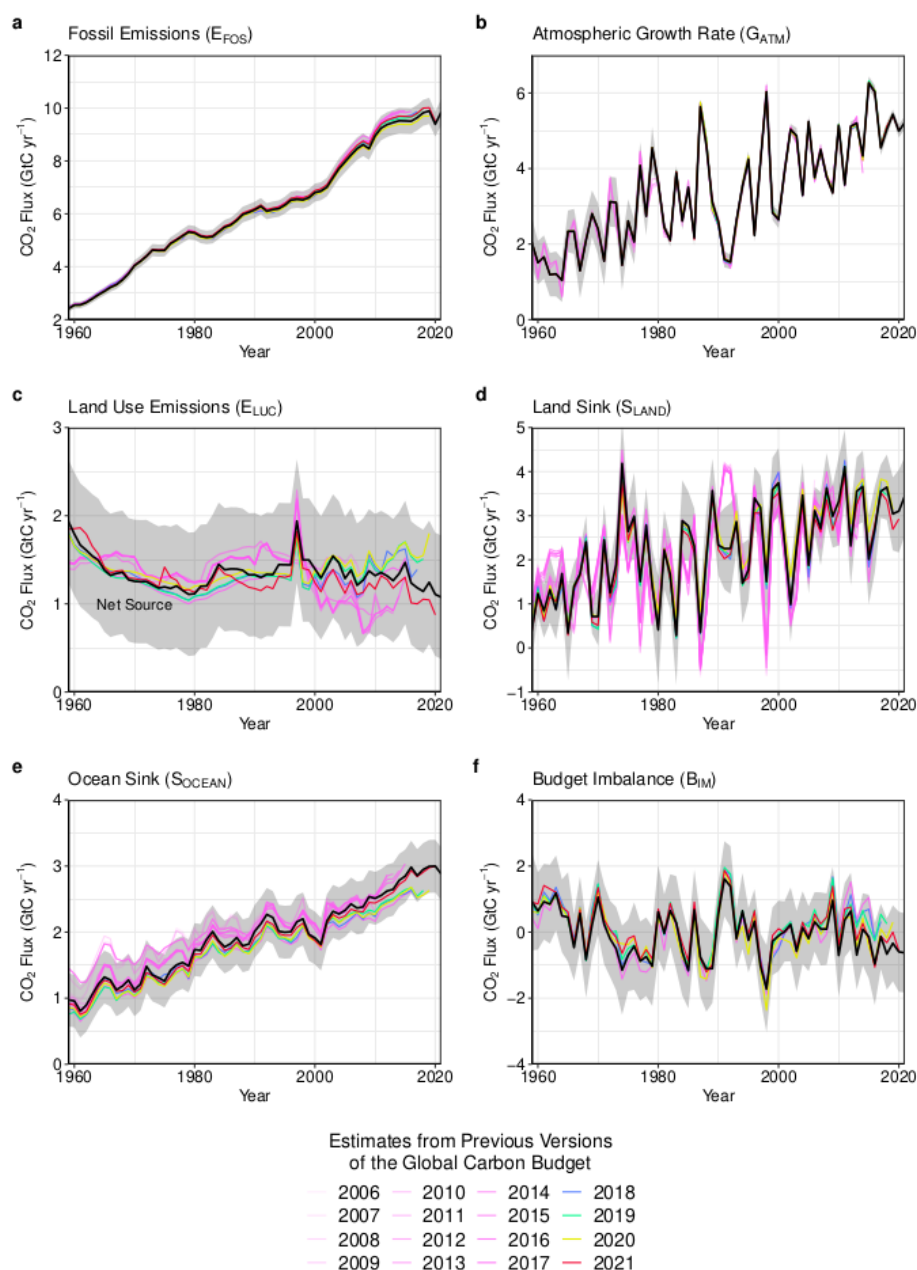 a
Fossil Emissions (E_FOS)
12
10
8
6
4
2
CO₂ Flux (GtC yr⁻¹)
1960 1980 2000 2020
Year
b
Atmospheric Growth Rate (G_ATM)
6
4
2
0
CO₂ Flux (GtC yr⁻¹)
1960 1980 2000 2020
Year
c
Land Use Emissions (E_LUC)
3
2
1
0
CO₂ Flux (GtC yr⁻¹)
Net Source
1960 1980 2000 2020
Year
d
Land Sink (S_LAND)
5
4
3
2
1
0
−1
CO₂ Flux (GtC yr⁻¹)
1960 1980 2000 2020
Year
e
Ocean Sink (S_OCEAN)
4
3
2
1
0
CO₂ Flux (GtC yr⁻¹)
1960 1980 2000 2020
Year
f
Budget Imbalance (B_IM)
4
2
0
−2
−4
CO₂ Flux (GtC yr⁻¹)
1960 1980 2000 2020
Year
Estimates from Previous Versions
of the Global Carbon Budget
2006 2010 2014 2018
2007 2011 2015 2019
2008 2012 2016 2020
2009 2013 2017 2021